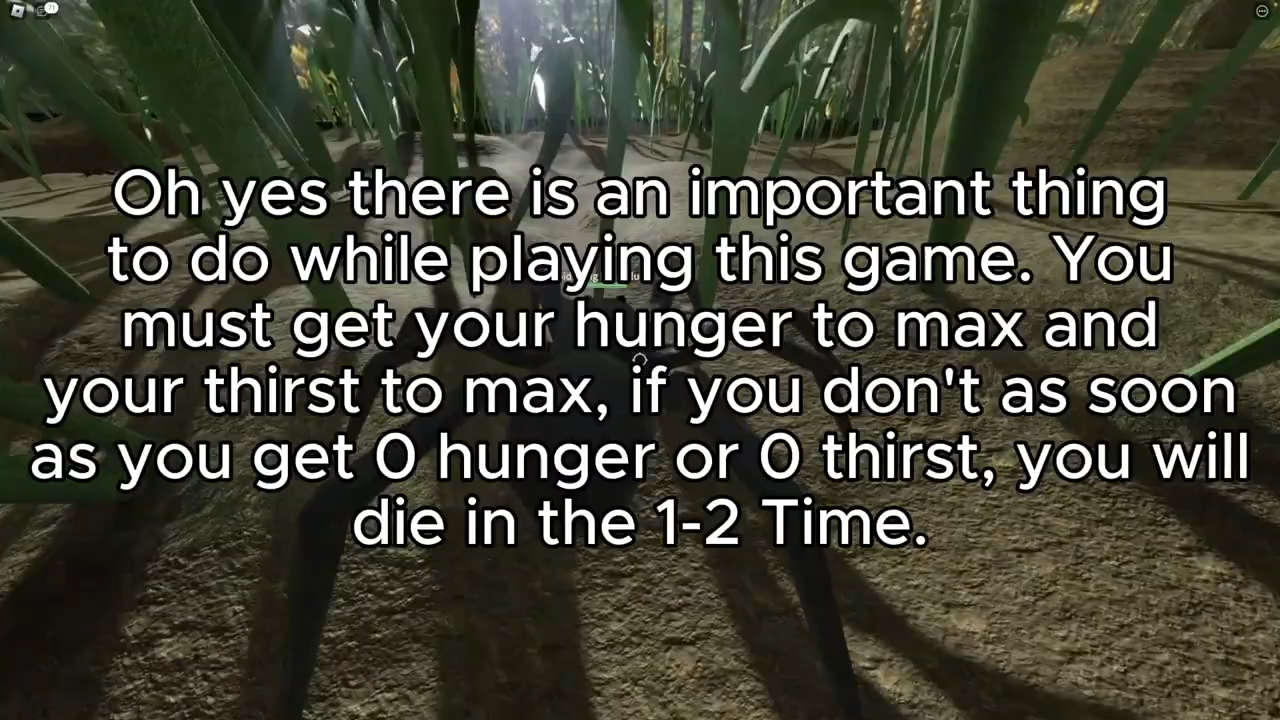 71
Oh yes there is an important thing
to do while playing this game. You
must get your hunger to max and
your thirst to max, if you don't as soon
as you get 0 hunger or 0 thirst, you will
die in the 1-2 Time.